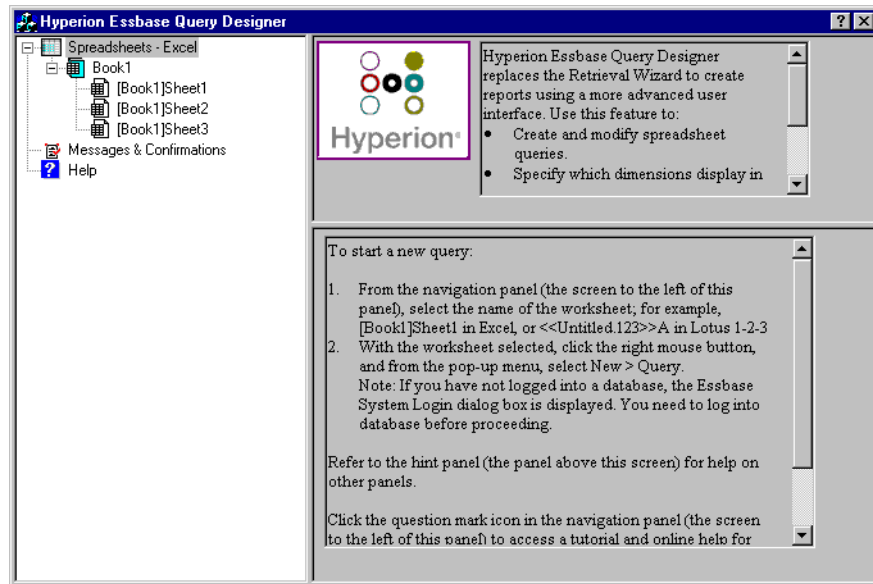 Hyperion Essbase Query Designer
Spreadsheets - Excel
Book1
[Book1]Sheet1
[Book1]Sheet2
[Book1]Sheet3
Messages & Confirmations
? Help
Hyperion
Hyperion Essbase Query Designer
replaces the Retrieval Wizard to create
reports using a more advanced user
interface. Use this feature to:
● Create and modify spreadsheet
queries.
● Specify which dimensions display in
To start a new query:
1. From the navigation panel (the screen to the left of this
panel), select the name of the worksheet; for example,
[Book1]Sheet1 in Excel, or <<Untitled.123>>A in Lotus 1-2-3
2. With the worksheet selected, click the right mouse button,
and from the pop-up menu, select New > Query.
Note: If you have not logged into a database, the Essbase
System Login dialog box is displayed. You need to log into
database before proceeding.
Refer to the hint panel (the panel above this screen) for help on
other panels.
Click the question mark icon in the navigation panel (the screen
to the left of this panel) to access a tutorial and online help for